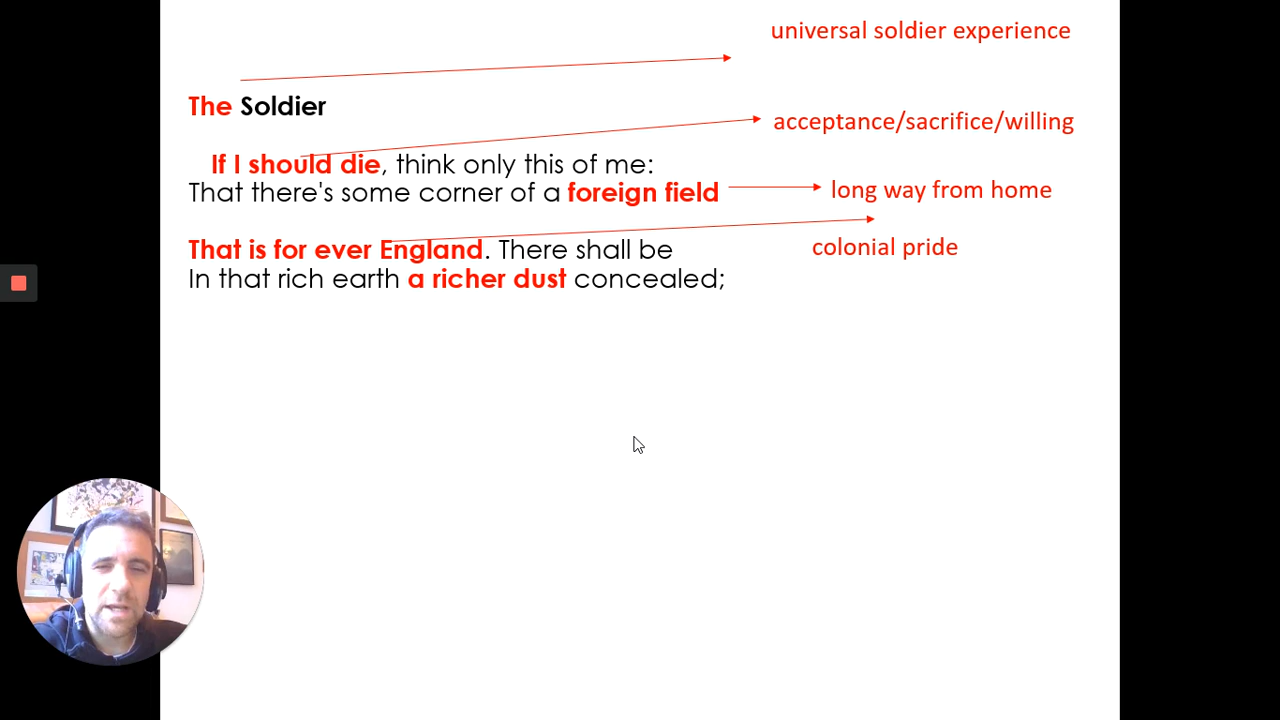 universal soldier experience
The Soldier
acceptance/sacrifice/willing
If I should die, think only this of me:
That there's some corner of a foreign field
long way from home
That is for ever England. There shall be
colonial pride
In that rich earth a richer dust concealed;